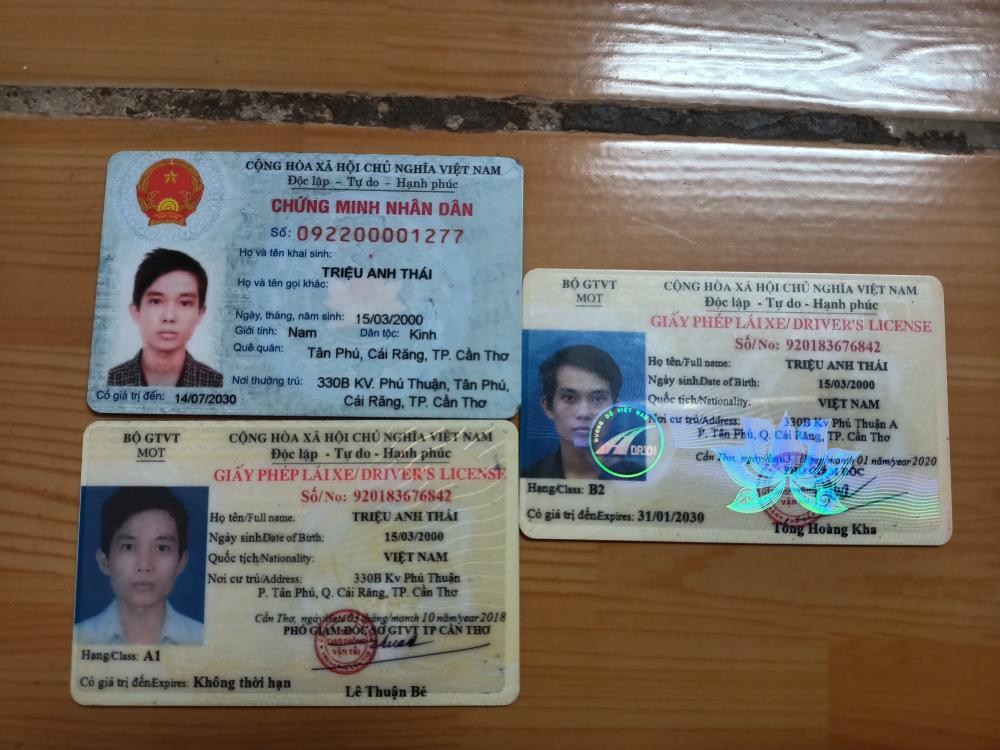 CỘNG HÒA XÃ HỘI CHỦ NGHĨA VIỆT NAM
Độc lập - Tự do - Hạnh phúc
CHỨNG MINH NHÂN DÂN
Số: 092200001277
Họ và tên khai sinh:
TRIỆU ANH THÁI
Họ và tên gọi khác:
Ngày, tháng, năm sinh: 15/03/2000
Giới tính: Nam Dân tộc: Kinh
Quê quán: Tân Phú, Cái Răng, TP. Cần Thơ
Nơi thường trú: 330B KV. Phú Thuận, Tân Phú,
Cái Răng, TP. Cần Thơ
Có giá trị đến: 14/07/2030
BỘ GTVT
MOT
CỘNG HÒA XÃ HỘI CHỦ NGHĨA VIỆT NAM
Độc lập - Tự do - Hạnh phúc
GIẤY PHÉP LÁI XE/ DRIVER'S LICENSE
Số/No: 920183676842
Họ tên/Full name: TRIỆU ANH THÁI
Ngày sinh/Date of Birth: 15/03/2000
Quốc tịch/Nationality: VIỆT NAM
Nơi cư trú/Address: 330B Kv Phú Thuận A
P. Tân Phú, Q. Cái Răng, TP. Cần Thơ
Cần Thơ, ngày/date tháng/month 01 năm/year 2020
ĐƯỜNG BỘ VIỆT NAM
DRVN
Hạng/Class: B2
Có giá trị đến/Expires: 31/01/2030
Tống Hoàng Kha
BỘ GTVT
MOT
CỘNG HÒA XÃ HỘI CHỦ NGHĨA VIỆT NAM
Độc lập - Tự do - Hạnh phúc
GIẤY PHÉP LÁI XE/ DRIVER'S LICENSE
Số/No: 920183676842
Họ tên/Full name: TRIỆU ANH THÁI
Ngày sinh/Date of Birth: 15/03/2000
Quốc tịch/Nationality: VIỆT NAM
Nơi cư trú/Address: 330B Kv Phú Thuận
P. Tân Phú, Q. Cái Răng, TP. Cần Thơ
Cần Thơ, ngày/date 05 tháng/month 10 năm/year 2018
PHÓ GIÁM ĐỐC SỞ GTVT TP CẦN THƠ
GIAO THÔNG
VẬN TẢI
Hạng/Class: A1
Có giá trị đến/Expires: Không thời hạn
Lê Thuận Bé